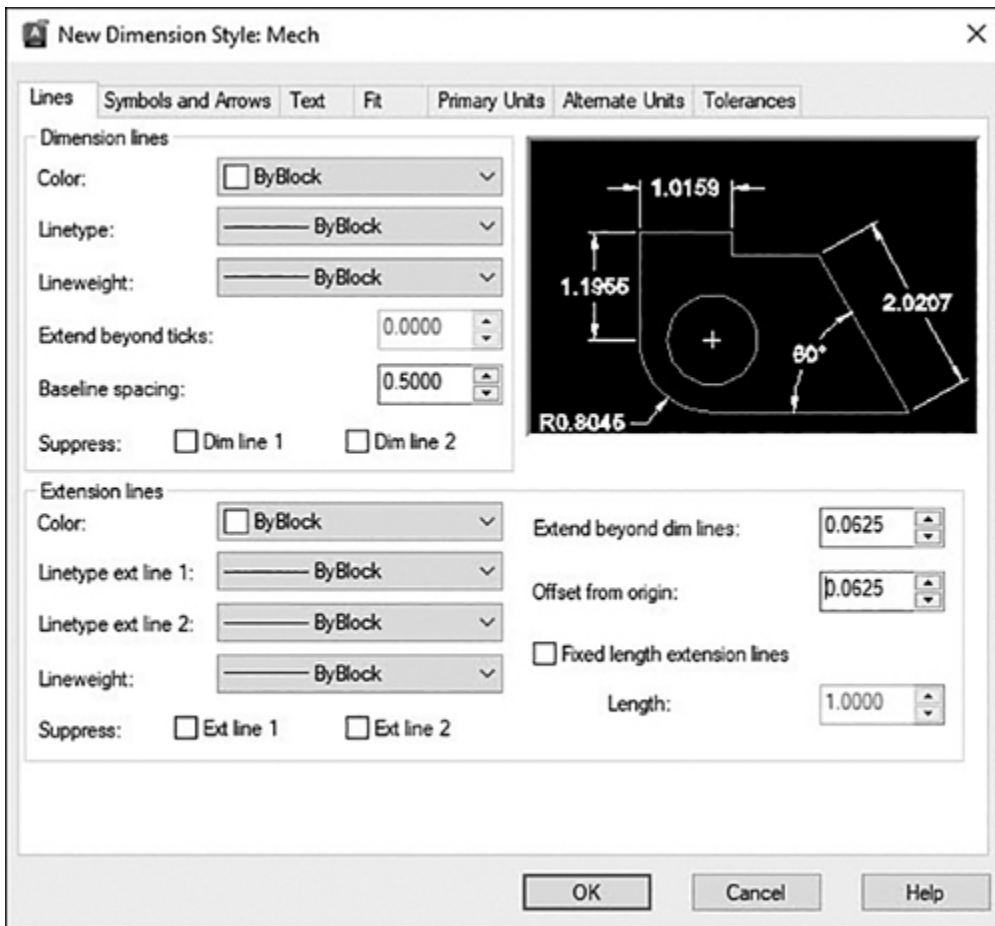 New Dimension Style: Mech
Lines Symbols and Arrows Text Fit Primary Units Alternate Units Tolerances
Dimension lines
Color: ByBlock
Linetype: ByBlock
Lineweight: ByBlock
Extend beyond ticks: 0.0000
Baseline spacing: 0.5000
Suppress: Dim line 1 Dim line 2
1.0159
1.1955
2.0207
60°
R0.8045
Extension lines
Color: ByBlock
Linetype ext line 1: ByBlock
Linetype ext line 2: ByBlock
Lineweight: ByBlock
Suppress: Ext line 1 Ext line 2
Extend beyond dim lines: 0.0625
Offset from origin: 0.0625
Fixed length extension lines
Length: 1.0000
OK Cancel Help